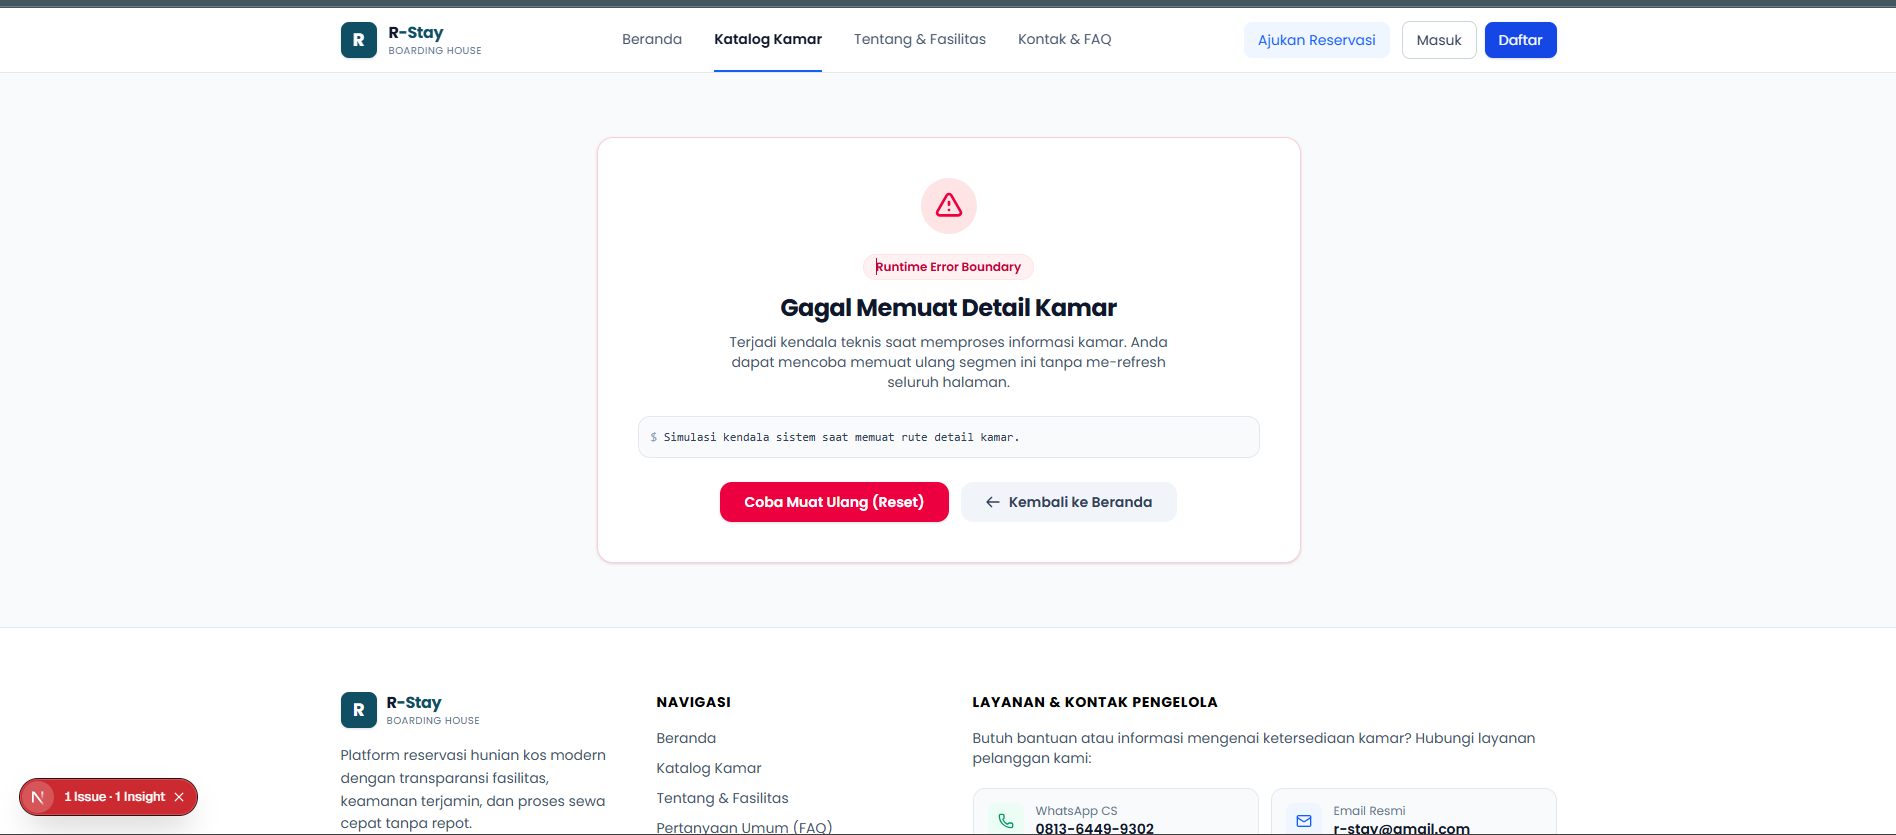 R
R-Stay
BOARDING HOUSE
Beranda
Katalog Kamar
Tentang & Fasilitas
Kontak & FAQ
Ajukan Reservasi
Masuk
Daftar
Runtime Error Boundary
Gagal Memuat Detail Kamar
Terjadi kendala teknis saat memproses informasi kamar. Anda
dapat mencoba memuat ulang segmen ini tanpa me-refresh
seluruh halaman.
$ Simulasi kendala sistem saat memuat rute detail kamar.
Coba Muat Ulang (Reset)
← Kembali ke Beranda
R
R-Stay
BOARDING HOUSE
Platform reservasi hunian kos modern
dengan transparansi fasilitas,
keamanan terjamin, dan proses sewa
cepat tanpa repot.
NAVIGASI
Beranda
Katalog Kamar
Tentang & Fasilitas
Pertanyaan Umum (FAQ)
LAYANAN & KONTAK PENGELOLA
Butuh bantuan atau informasi mengenai ketersediaan kamar? Hubungi layanan
pelanggan kami:
WhatsApp CS
0813-6449-9302
Email Resmi
r-stay@gmail.com
N
1 Issue · 1 Insight